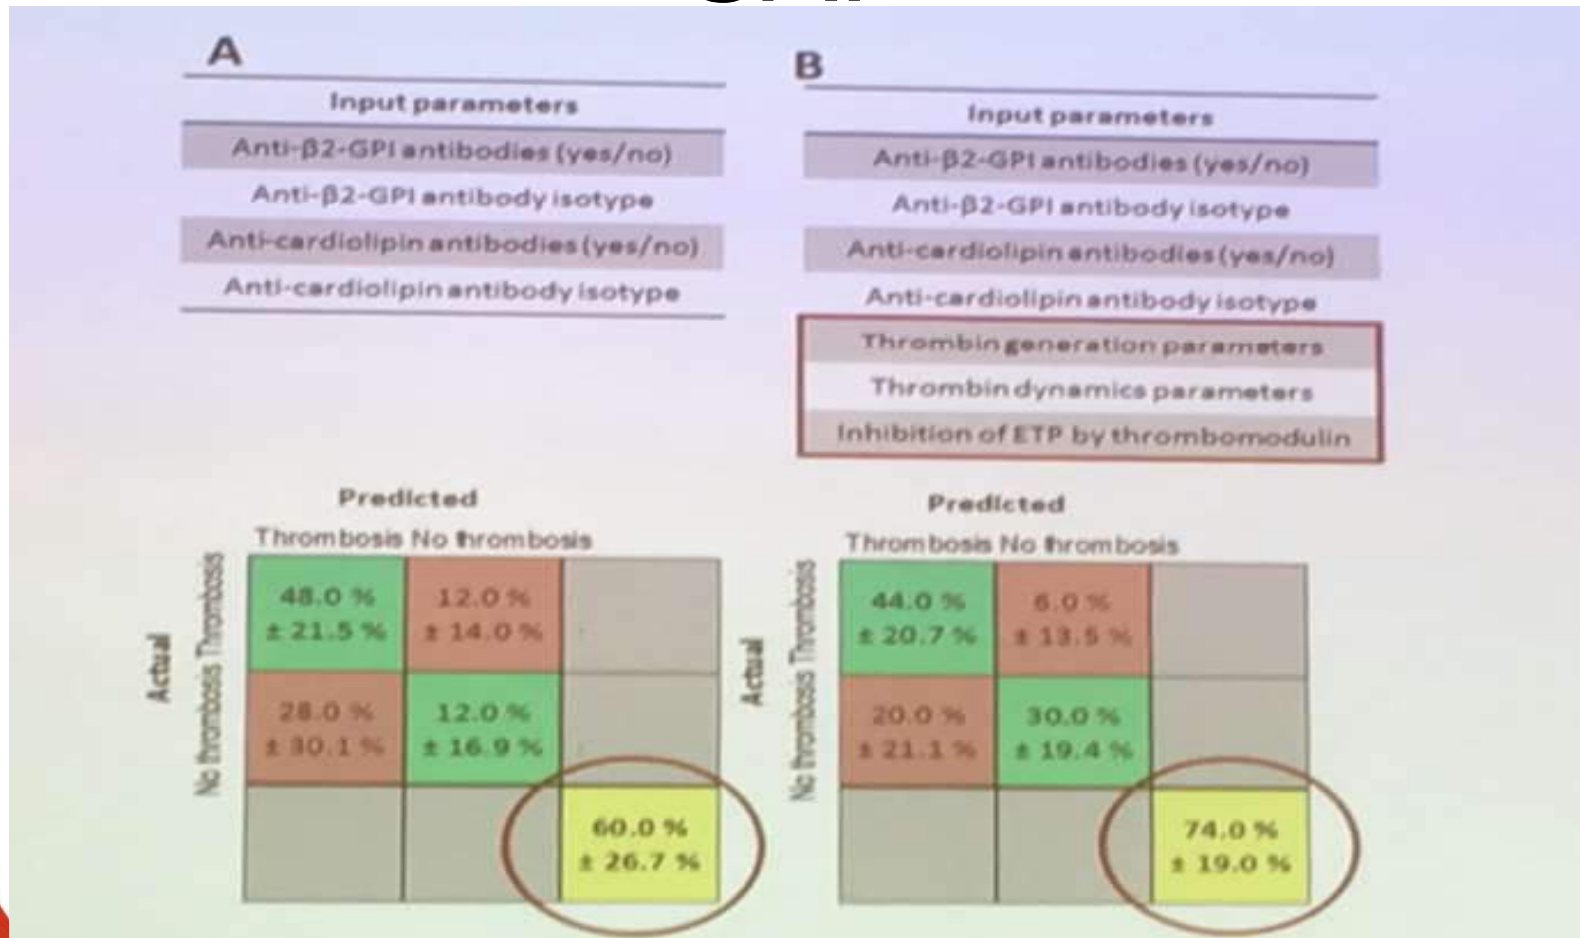 A
Input parameters
Anti-β2-GPI antibodies (yes/no)
Anti-β2-GPI antibody isotype
Anti-cardiolipin antibodies (yes/no)
Anti-cardiolipin antibody isotype
B
Input parameters
Anti-β2-GPI antibodies (yes/no)
Anti-β2-GPI antibody isotype
Anti-cardiolipin antibodies (yes/no)
Anti-cardiolipin antibody isotype
Thrombin generation parameters
Thrombin dynamics parameters
Inhibition of ETP by thrombomodulin
Predicted
Thrombosis No thrombosis
Actual
No thrombosis Thrombosis
48.0 %
± 21.5 %
12.0 %
± 14.0 %
28.0 %
± 30.1 %
12.0 %
± 16.9 %
60.0 %
± 26.7 %
Predicted
Thrombosis No thrombosis
Actual
No thrombosis Thrombosis
44.0 %
± 20.7 %
6.0 %
± 13.5 %
20.0 %
± 21.1 %
30.0 %
± 19.4 %
74.0 %
± 19.0 %